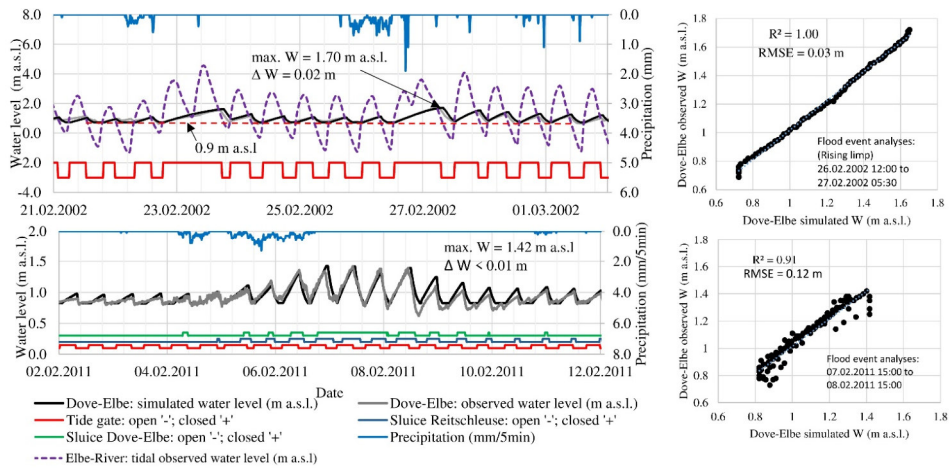 8.0
6.0
4.0
2.0
0.0
-2.0
-4.0
Water level (m a.s.l.)
max. W = 1.70 m a.s.l.
Δ W = 0.02 m
0.9 m a.s.l
0.0
1.0
2.0
3.0
4.0
5.0
6.0
Precipitation (mm)
21.02.2002 23.02.2002 25.02.2002 27.02.2002 01.03.2002
R² = 1.00
RMSE = 0.03 m
Flood event analyses:
(Rising limp)
26.02.2002 12:00 to
27.02.2002 05:30
Dove-Elbe observed W (m a.s.l.)
1.8
1.6
1.4
1.2
1.0
0.8
0.6
0.6 0.8 1 1.2 1.4 1.6 1.8
Dove-Elbe simulated W (m a.s.l.)
2.0
1.5
1.0
0.5
0.0
Water level (m a.s.l.)
max. W = 1.42 m a.s.l
Δ W < 0.01 m
0.0
2.0
4.0
6.0
8.0
Precipitation (mm/5min)
02.02.2011 04.02.2011 06.02.2011 08.02.2011 10.02.2011 12.02.2011
Date
R² = 0.91
RMSE = 0.12 m
Flood event analyses:
07.02.2011 15:00 to
08.02.2011 15:00
Dove-Elbe observed W (m a.s.l.)
1.8
1.6
1.4
1.2
1.0
0.8
0.6
0.6 0.8 1 1.2 1.4 1.6 1.8
Dove-Elbe simulated W (m a.s.l.)
Dove-Elbe: simulated water level (m a.s.l.)
Dove-Elbe: observed water level (m a.s.l.)
Tide gate: open '-'; closed '+'
Sluice Reitschleuse: open '-'; closed '+'
Sluice Dove-Elbe: open '-'; closed '+'
Precipitation (mm/5min)
Elbe-River: tidal observed water level (m a.s.l)